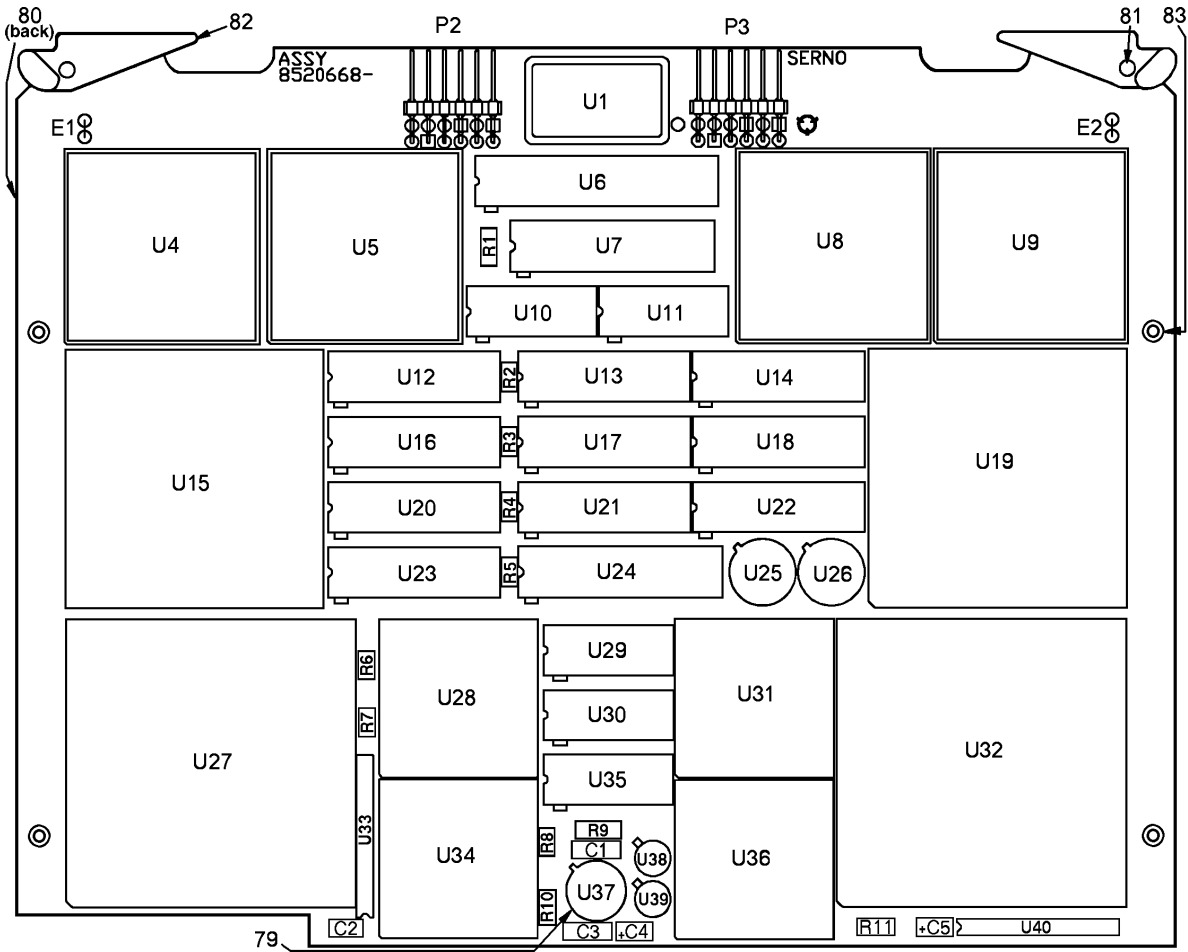 80
(back)
82
P2
P3
81
83
ASSY
8520668-
SERNO
U1
E1
E2
U6
U4
U5
R1
U7
U8
U9
U10
U11
U12
R2
U13
U14
U16
R3
U17
U18
U15
U19
U20
R4
U21
U22
U23
R5
U24
U25
U26
R6
U29
U28
U31
R7
U30
U27
U32
U35
U33
R9
R8
C1
U38
U34
U36
U37
U39
R10
C2
C3
+C4
R11
+C5
U40
79